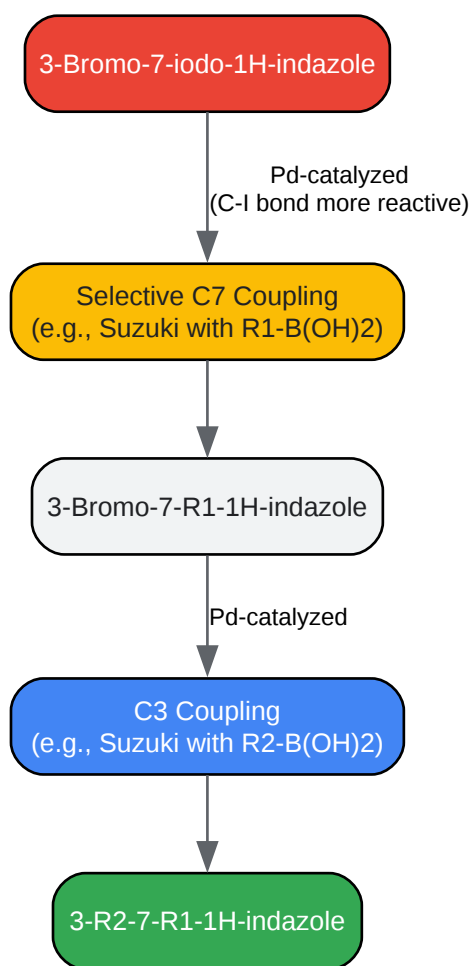 3-Bromo-7-iodo-1H-indazole
Pd-catalyzed
(C-I bond more reactive)
Selective C7 Coupling
(e.g., Suzuki with R1-B(OH)2)
3-Bromo-7-R1-1H-indazole
Pd-catalyzed
C3 Coupling
(e.g., Suzuki with R2-B(OH)2)
3-R2-7-R1-1H-indazole